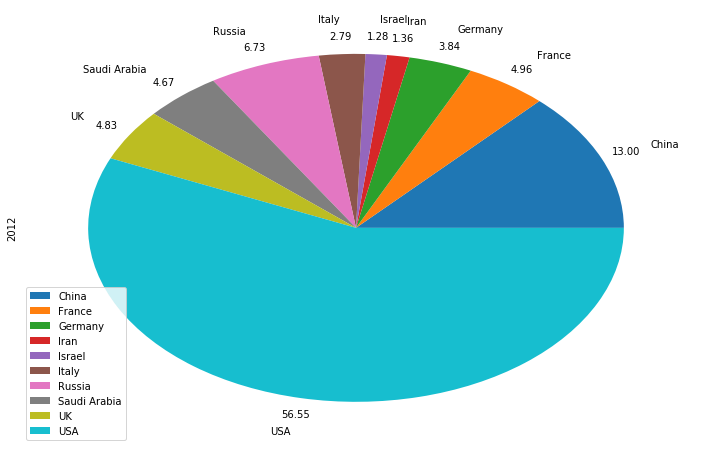 Italy
Israel
Iran
Russia
Germany
2.79
1.28
1.36
6.73
3.84
France
Saudi Arabia
4.96
4.67
UK
4.83
China
13.00
2012
China
France
Germany
Iran
Israel
Italy
Russia
Saudi Arabia
UK
USA
56.55
USA